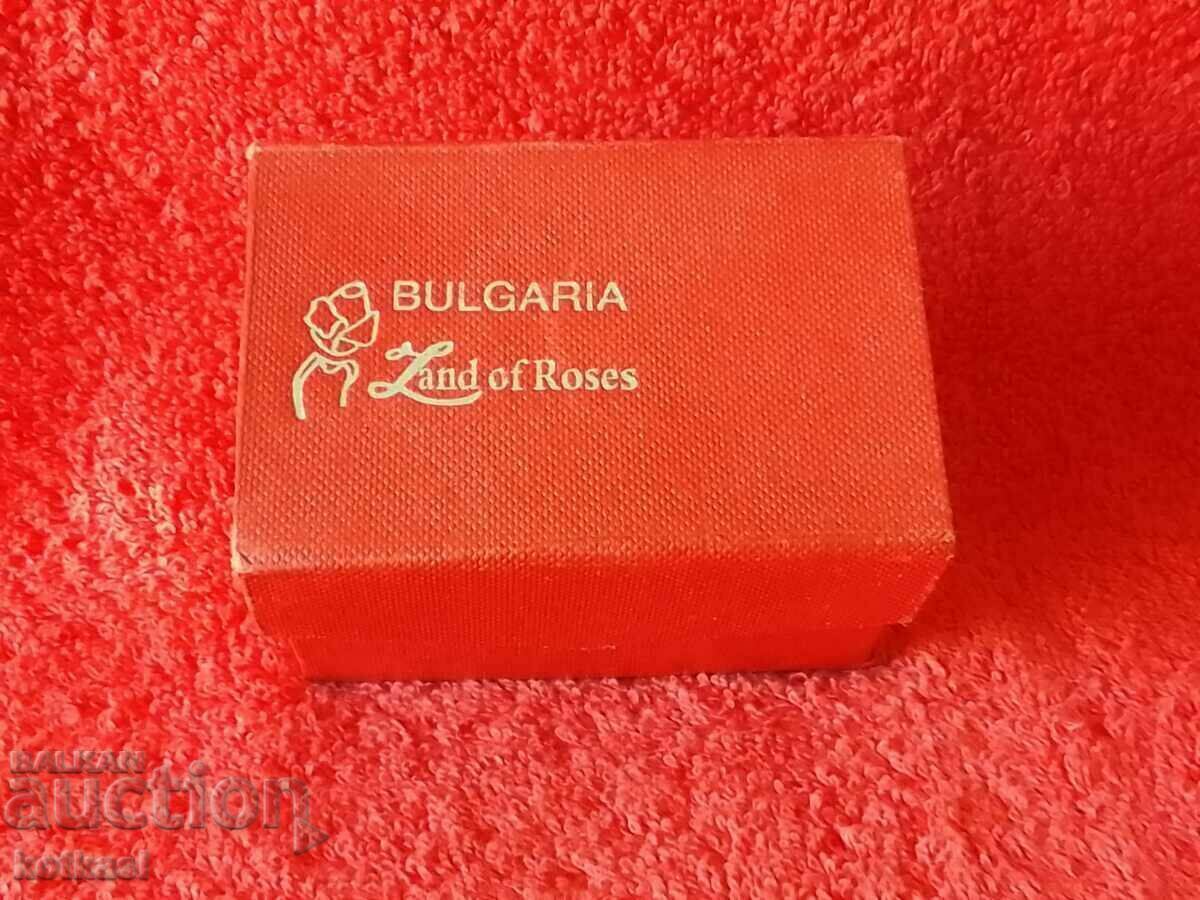 BULGARIA
Land of Roses
BALKAN
auction
kotkaal